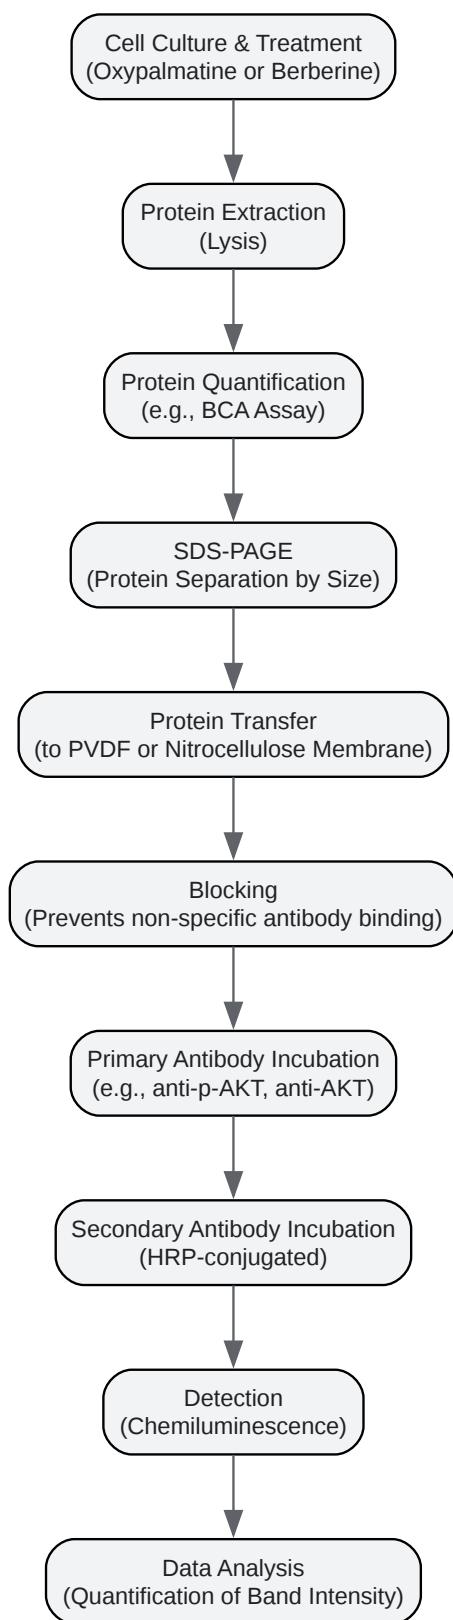 Cell Culture & Treatment
(Oxypalmatine or Berberine)
Protein Extraction
(Lysis)
Protein Quantification
(e.g., BCA Assay)
SDS-PAGE
(Protein Separation by Size)
Protein Transfer
(to PVDF or Nitrocellulose Membrane)
Blocking
(Prevents non-specific antibody binding)
Primary Antibody Incubation
(e.g., anti-p-AKT, anti-AKT)
Secondary Antibody Incubation
(HRP-conjugated)
Detection
(Chemiluminescence)
Data Analysis
(Quantification of Band Intensity)